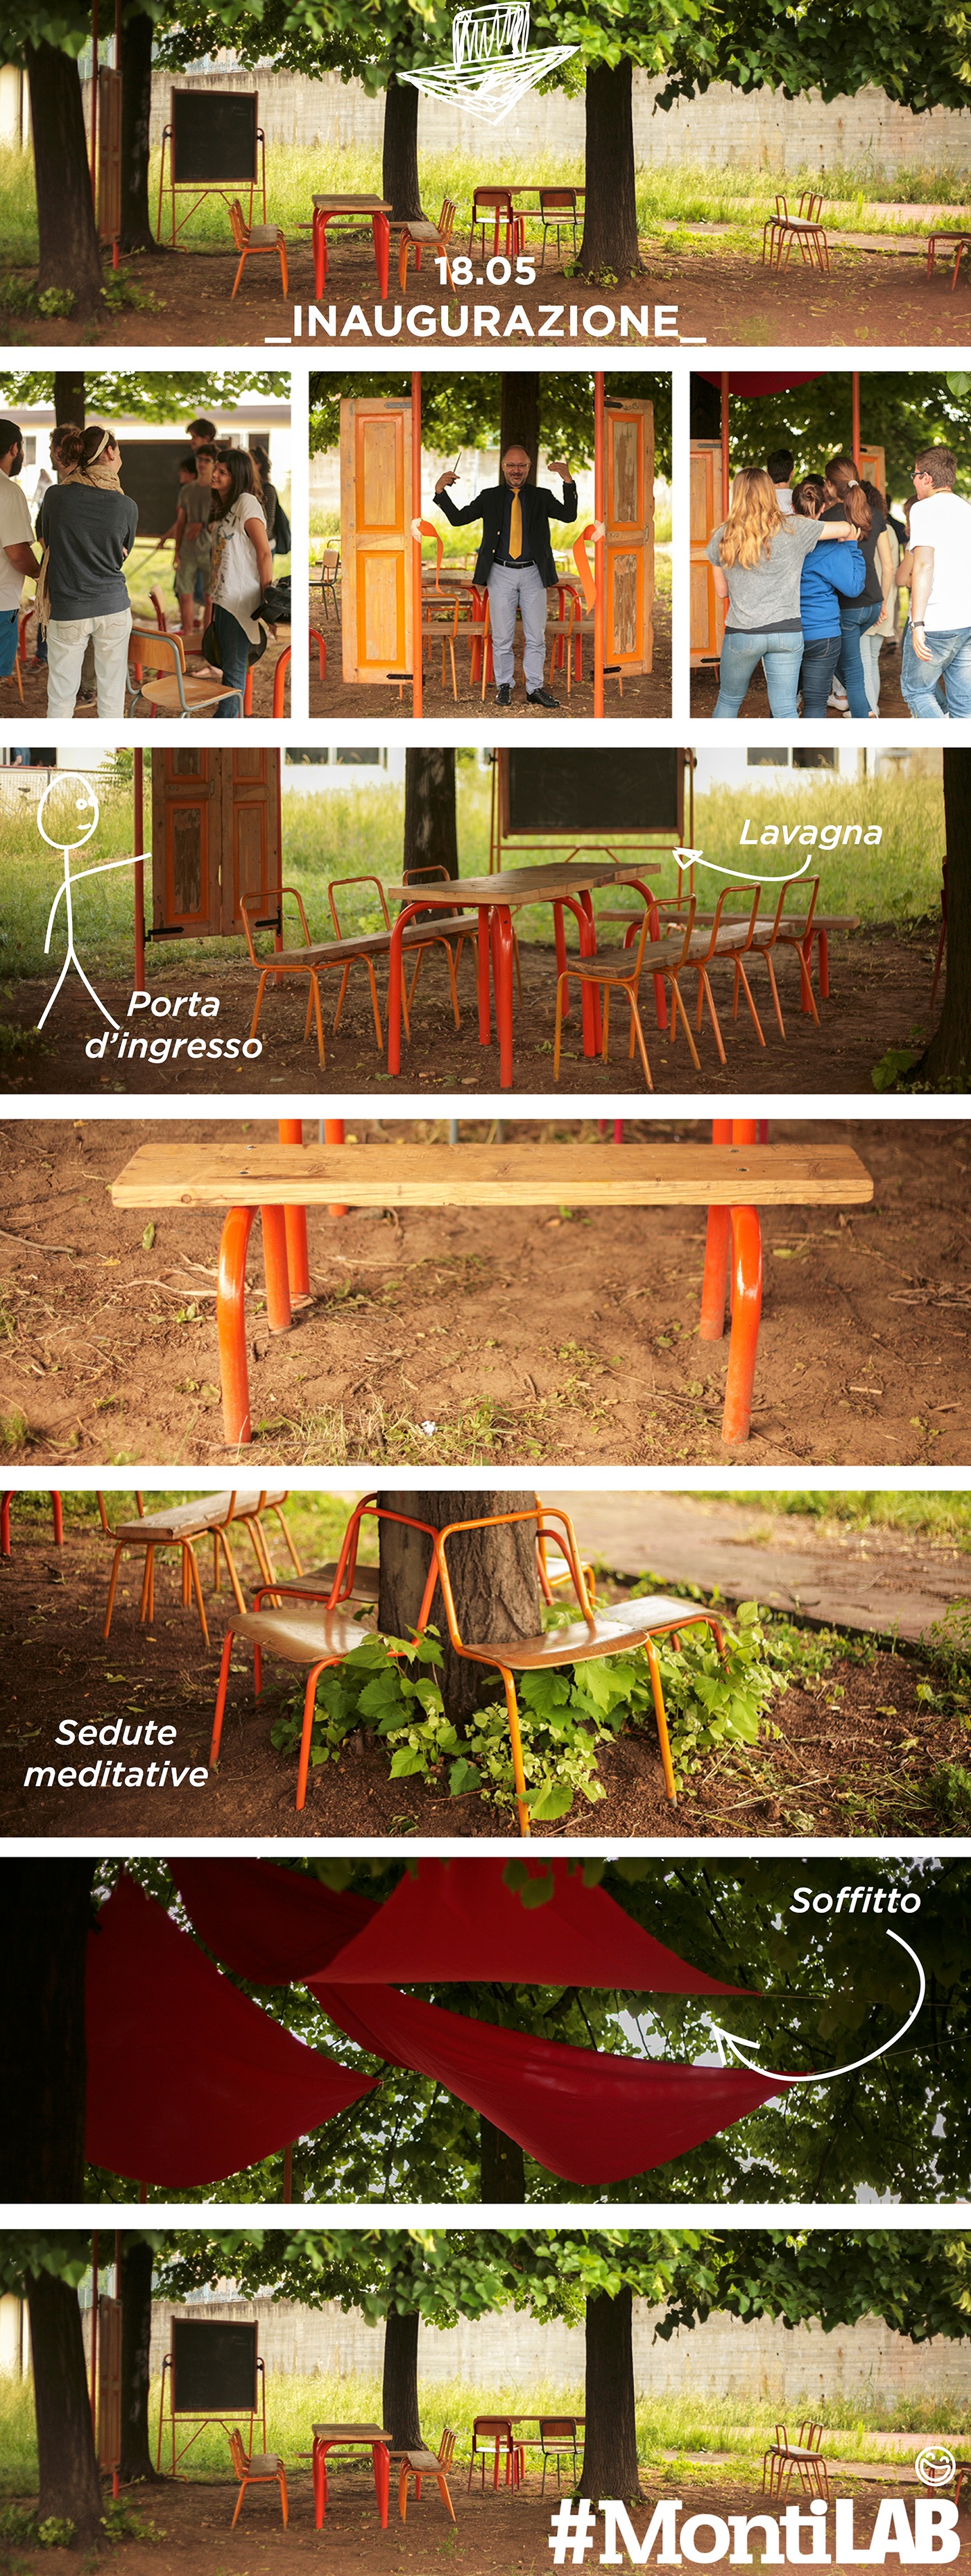 18.05
_INAUGURAZIONE_
Lavagna
Porta
d'ingresso
Sedute
meditative
Soffitto
#MontiLAB